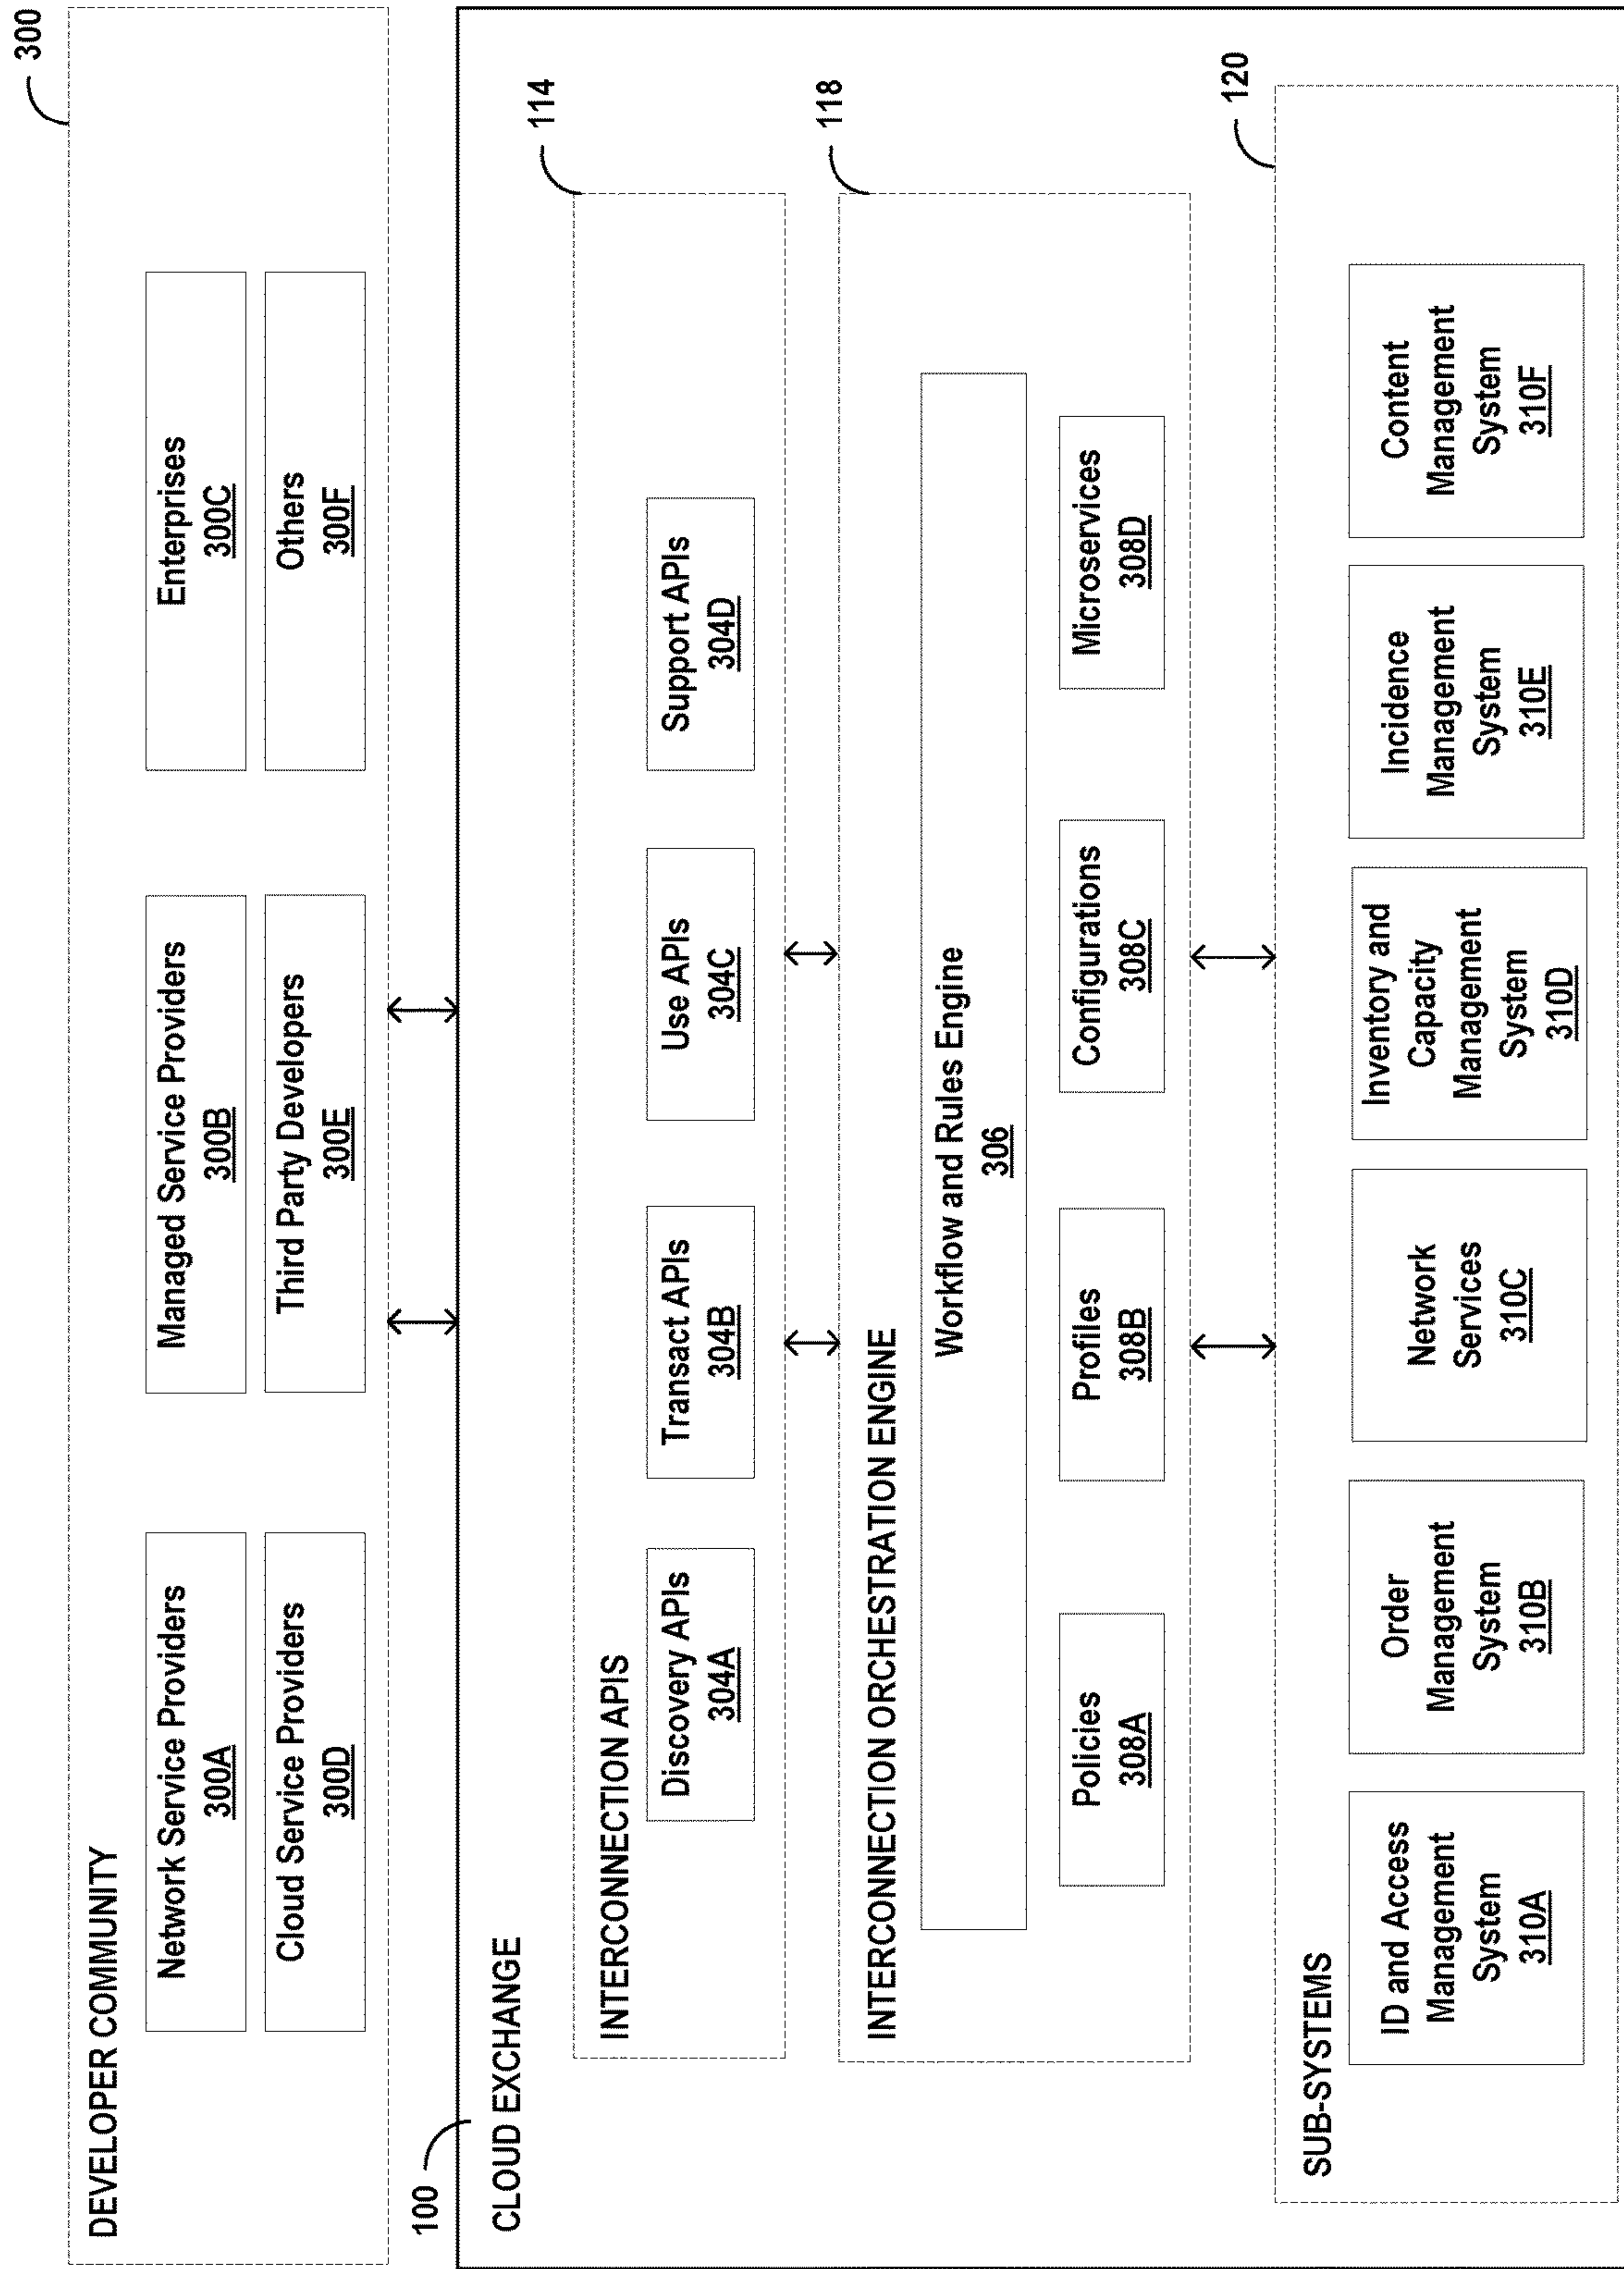 300
DEVELOPER COMMUNITY
Network Service Providers
300A
Managed Service Providers
300B
Enterprises
300C
Cloud Service Providers
300D
Third Party Developers
300E
Others
300F
100
CLOUD EXCHANGE
114
INTERCONNECTION APIS
Discovery APIs
304A
Transact APIs
304B
Use APIs
304C
Support APIs
304D
118
INTERCONNECTION ORCHESTRATION ENGINE
Workflow and Rules Engine
306
Policies
308A
Profiles
308B
Configurations
308C
Microservices
308D
120
SUB-SYSTEMS
ID and Access
Management
System
310A
Order
Management
System
310B
Network
Services
310C
Inventory and
Capacity
Management
System
310D
Incidence
Management
System
310E
Content
Management
System
310F